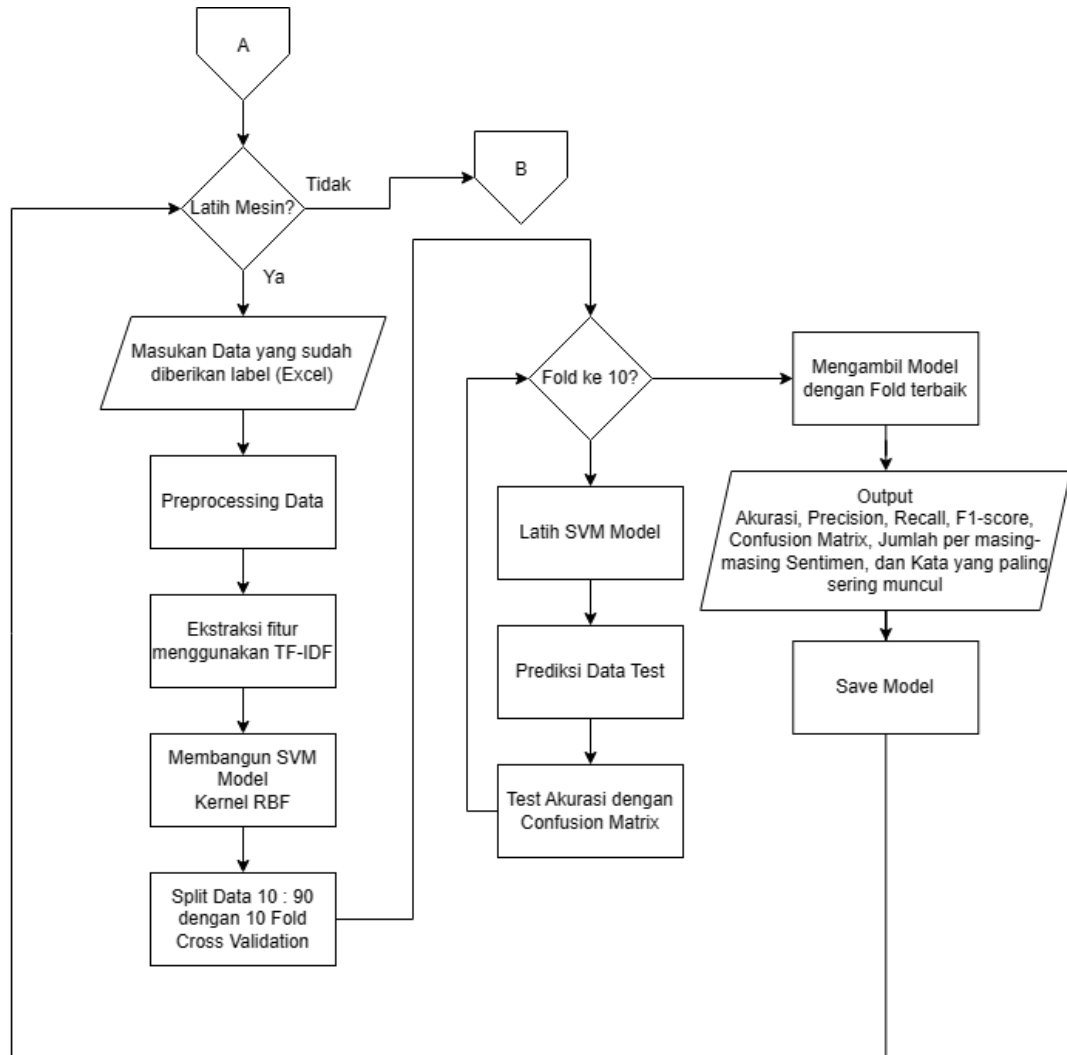 A
Latih Mesin?
Tidak
B
Ya
Masukan Data yang sudah
diberikan label (Excel)
Preprocessing Data
Ekstraksi fitur
menggunakan TF-IDF
Membangun SVM
Model
Kernel RBF
Split Data 10 : 90
dengan 10 Fold
Cross Validation
Fold ke 10?
Latih SVM Model
Prediksi Data Test
Test Akurasi dengan
Confusion Matrix
Mengambil Model
dengan Fold terbaik
Output
Akurasi, Precision, Recall, F1-score,
Confusion Matrix, Jumlah per masing-
masing Sentimen, dan Kata yang paling
sering muncul
Save Model